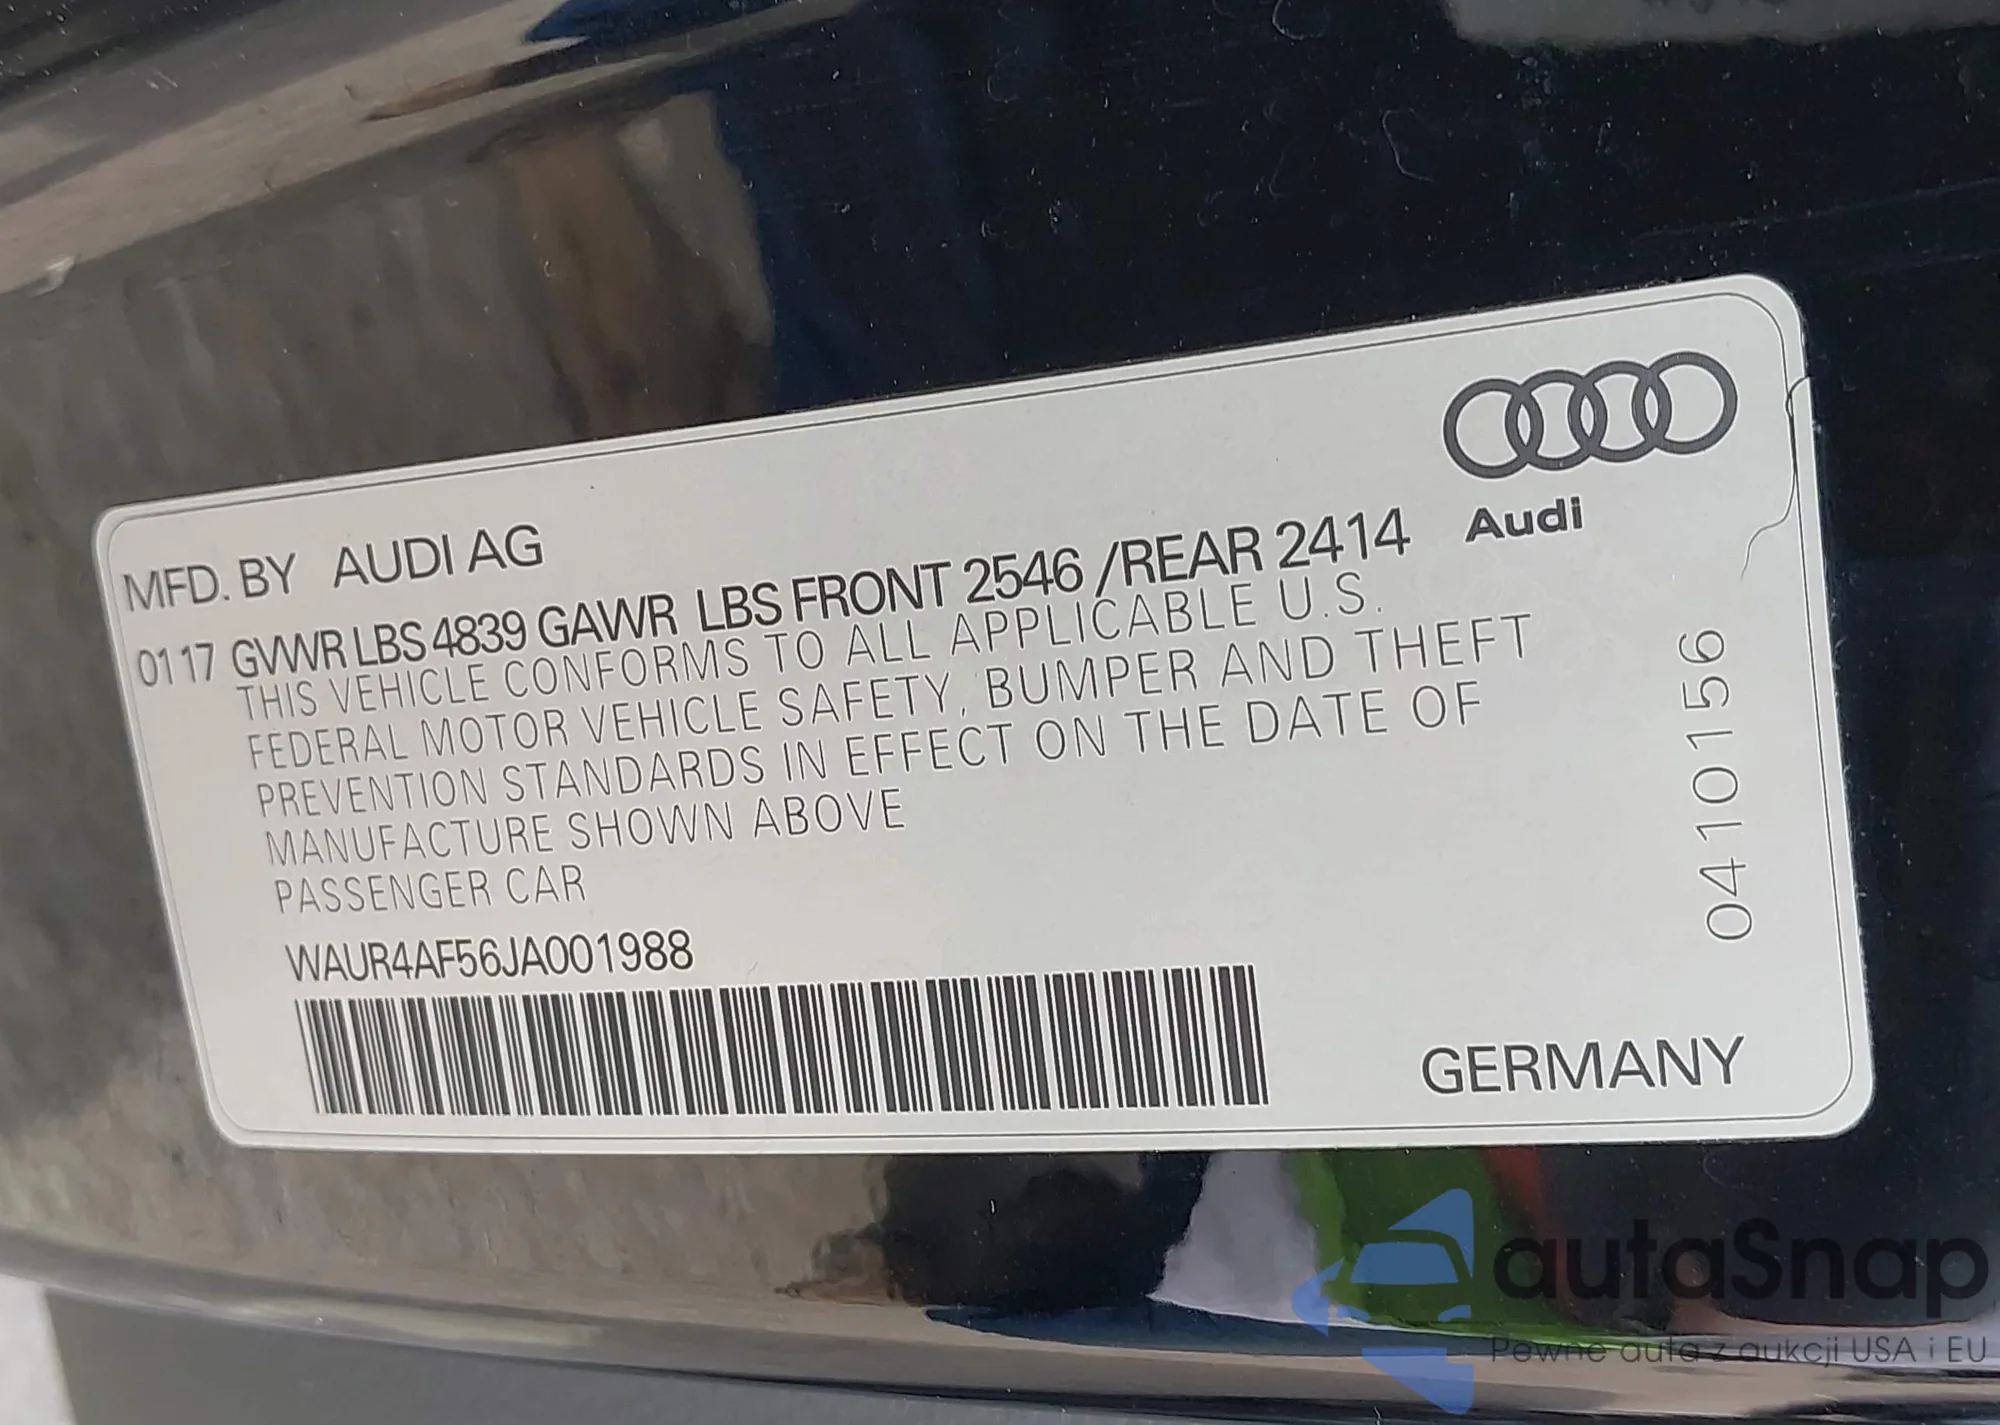 MFD. BY AUDI AG
Audi
0117 GVWR LBS 4839 GAWR LBS FRONT 2546 /REAR 2414
THIS VEHICLE CONFORMS TO ALL APPLICABLE U.S.
FEDERAL MOTOR VEHICLE SAFETY, BUMPER AND THEFT
PREVENTION STANDARDS IN EFFECT ON THE DATE OF
MANUFACTURE SHOWN ABOVE
PASSENGER CAR
0410156
WAUR4AF56JA001988
GERMANY
autaSnap
Pewne auta z aukcji USA i EU